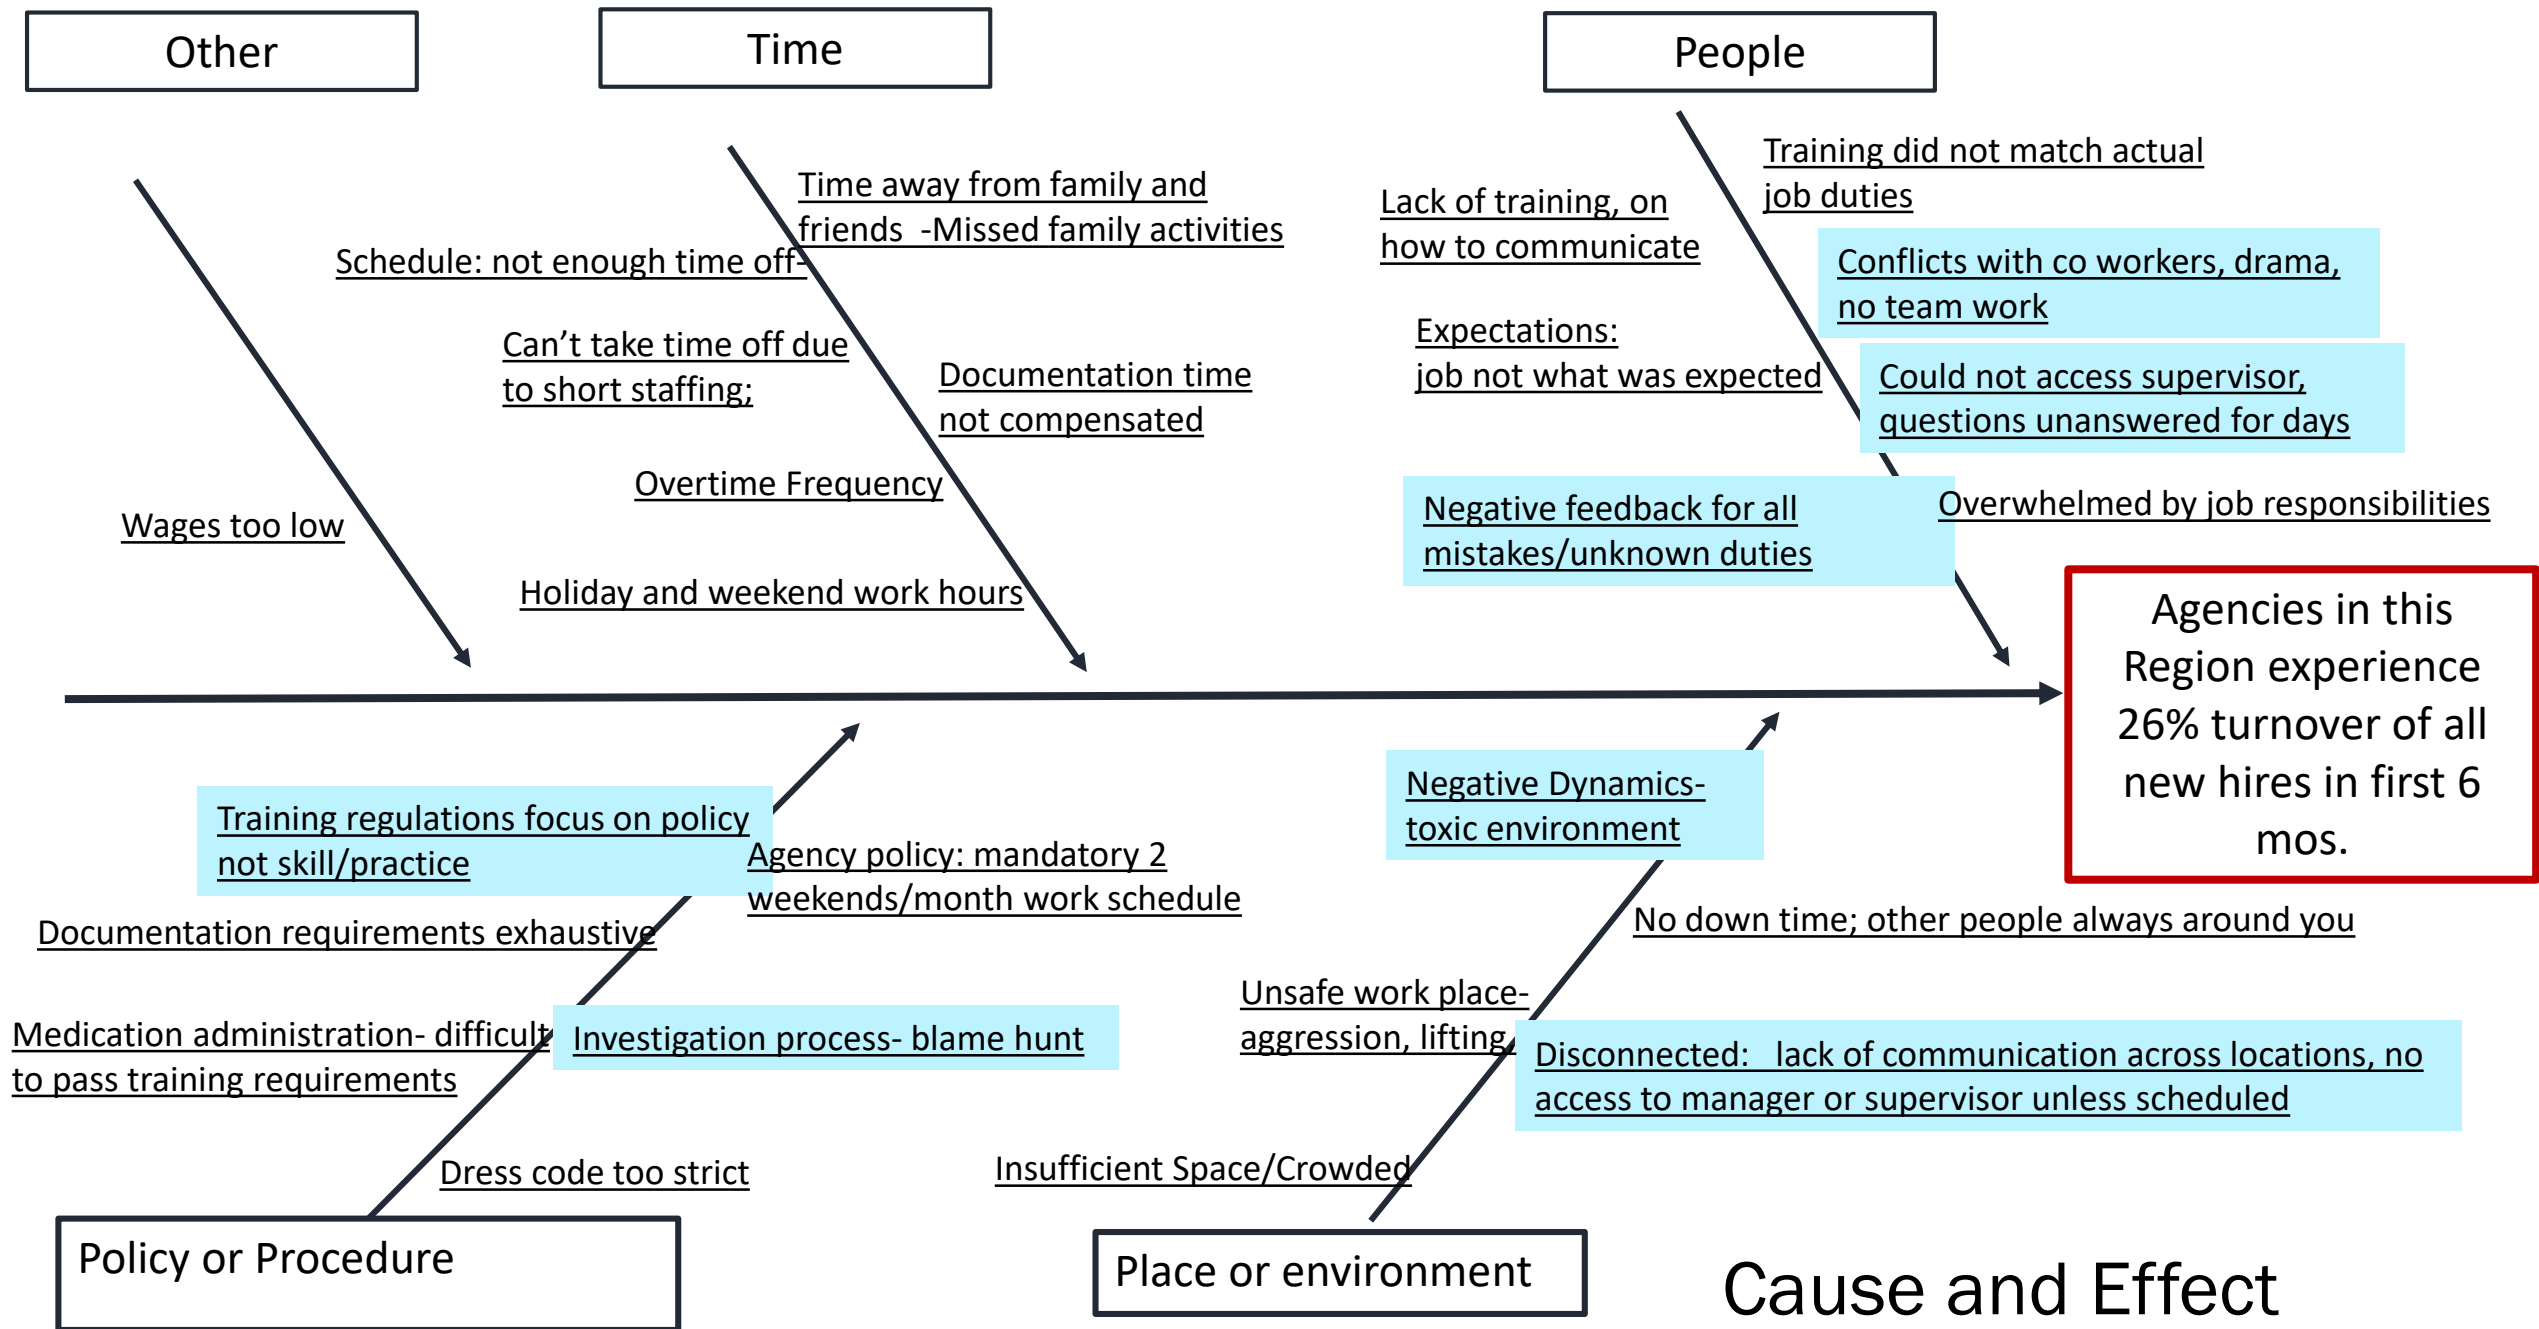 Other
Time
People
Time away from family and
friends  -Missed family activities
Schedule: not enough time off-
Can’t take time off due
to short staffing;
Documentation time
not compensated
Overtime Frequency
Holiday and weekend work hours
Wages too low
Training did not match actual
job duties
Lack of training, on
how to communicate
Conflicts with co workers, drama,
no team work
Expectations:
job not what was expected
Could not access supervisor,
questions unanswered for days
Negative feedback for all
mistakes/unknown duties
Overwhelmed by job responsibilities
Agencies in this
Region experience
26% turnover of all
new hires in first 6
mos.
Training regulations focus on policy
not skill/practice
Agency policy: mandatory 2
weekends/month work schedule
Documentation requirements exhaustive
Medication administration- difficult
to pass training requirements
Investigation process- blame hunt
Dress code too strict
Policy or Procedure
Negative Dynamics-
toxic environment
No down time; other people always around you
Unsafe work place-
aggression, lifting,
Disconnected:   lack of communication across locations, no
access to manager or supervisor unless scheduled
Insufficient Space/Crowded
Place or environment
Cause and Effect